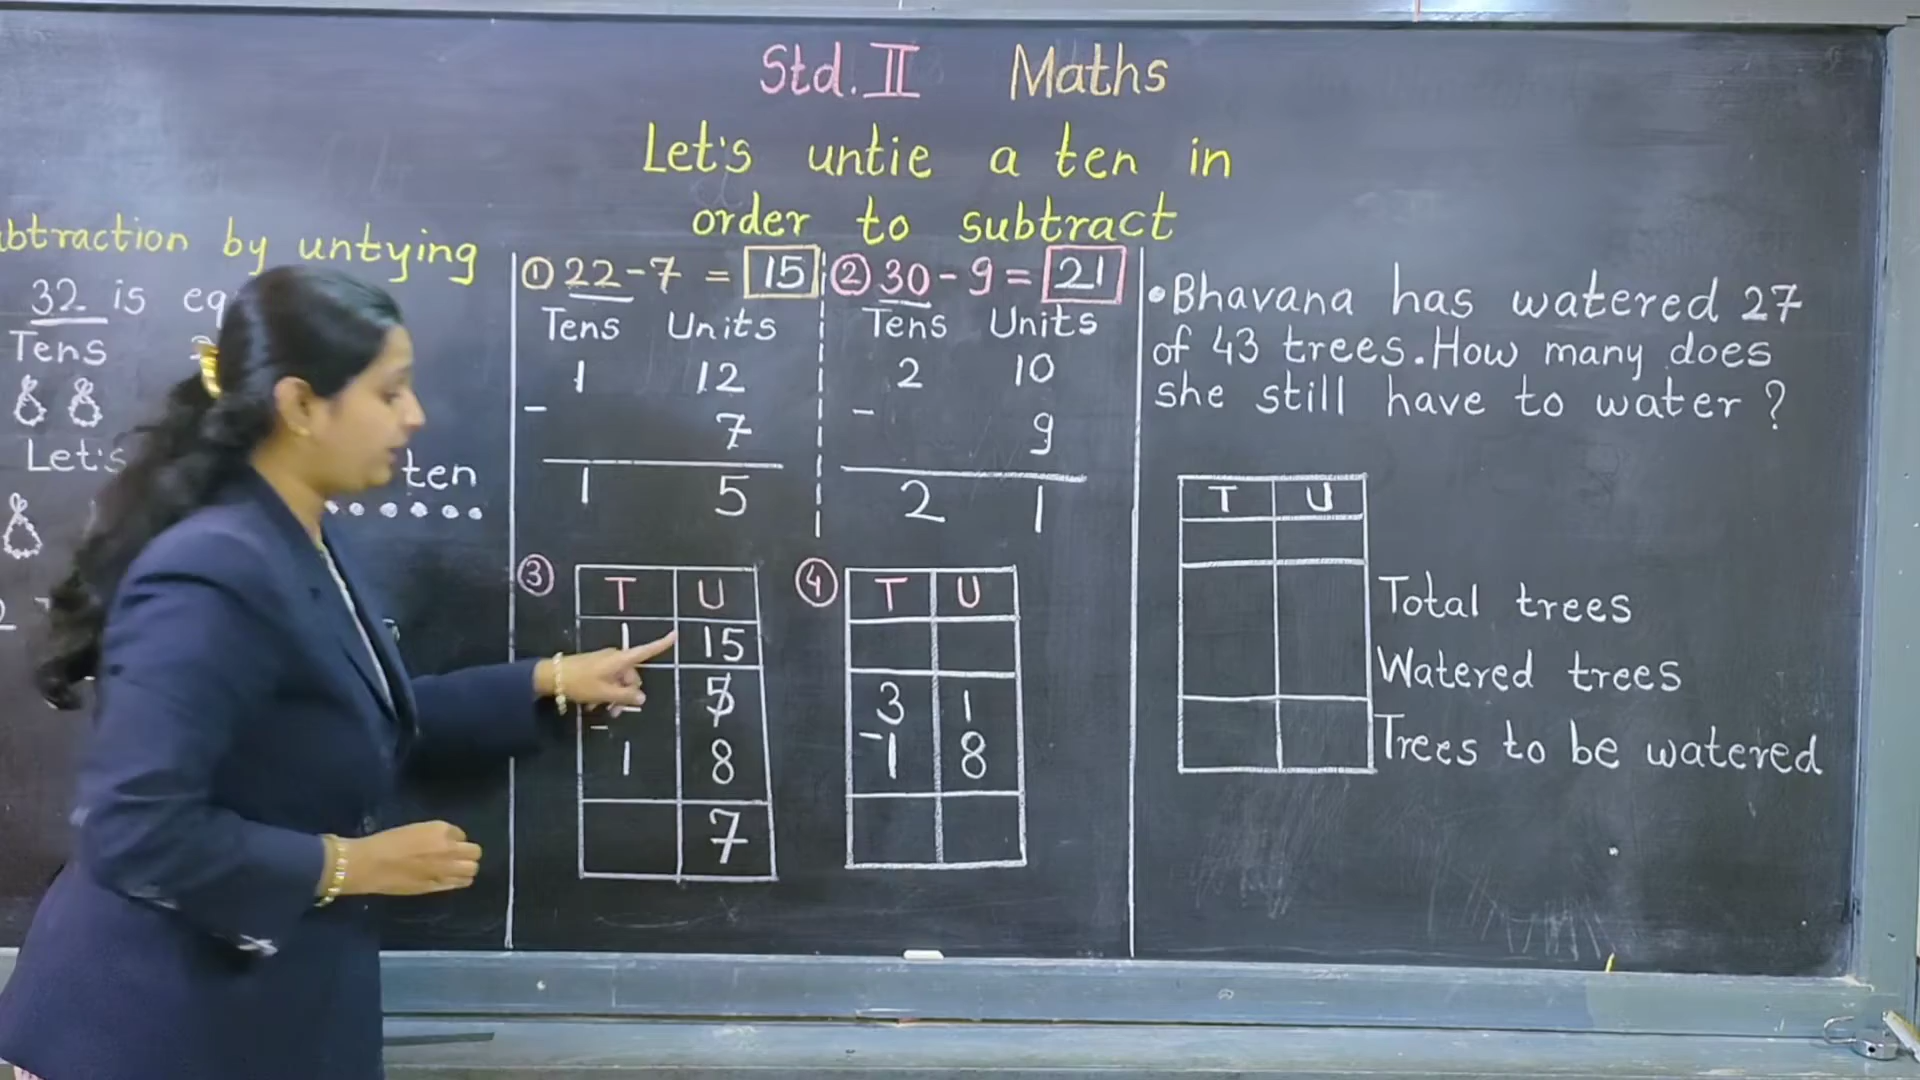 Std. II Maths
Let's untie a ten in
order to subtract
btraction by untying
32 is eq
Tens
Let's ten
① 22 - 7 = 15
Tens Units
1 12
- 7
1 5
② 30 - 9 = 21
Tens Units
2 10
- 9
2 1
③ T U
1 15
5
- 1 8
7
④ T U
3 1
- 1 8
• Bhavana has watered 27
of 43 trees. How many does
she still have to water ?
T U
Total trees
Watered trees
Trees to be watered